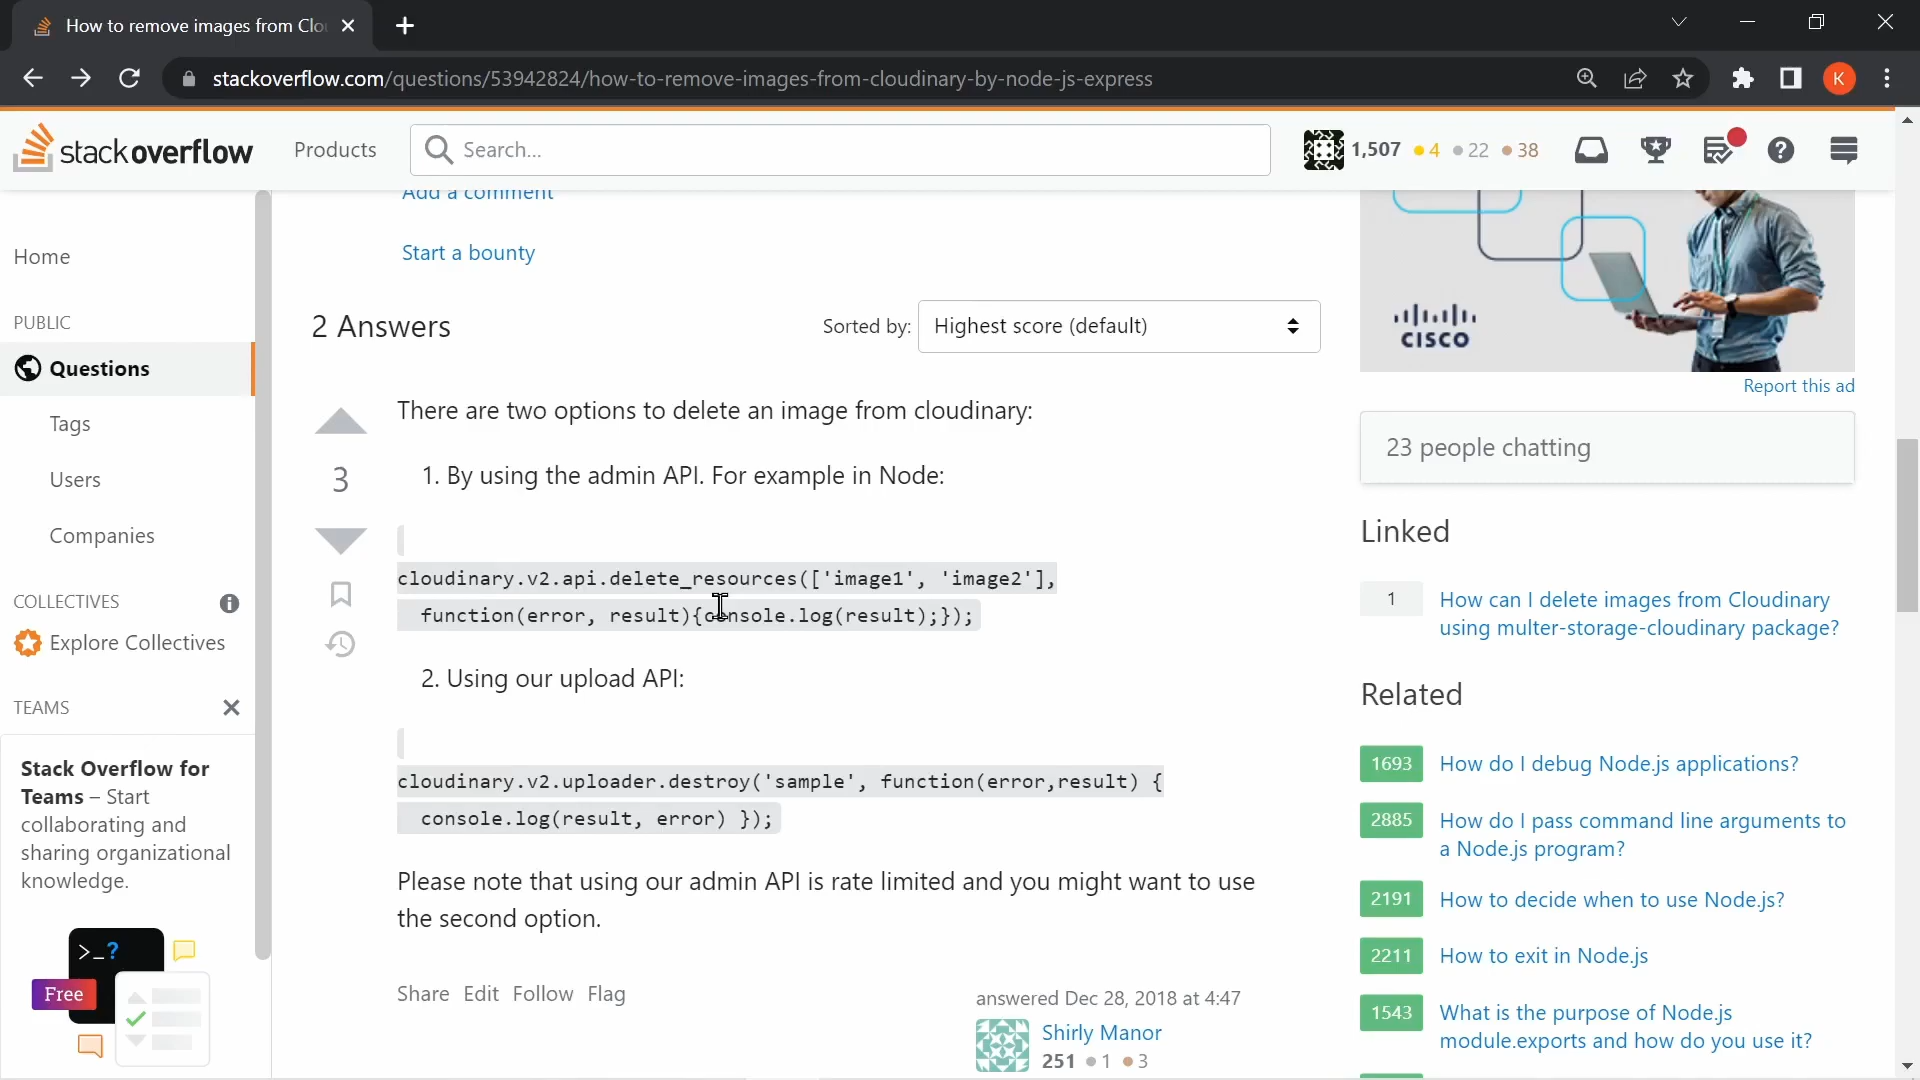 How to remove images from Clo
stackoverflow.com/questions/53942824/how-to-remove-images-from-cloudinary-by-node-js-express
K
stackoverflow
Products
Search...
1,507
4
22
38
Add a comment
Home
Start a bounty
PUBLIC
Questions
Tags
Users
Companies
COLLECTIVES
Explore Collectives
TEAMS
Stack Overflow for
Teams – Start
collaborating and
sharing organizational
knowledge.
>_?
Free
2 Answers
Sorted by:
Highest score (default)
3
There are two options to delete an image from cloudinary:
1. By using the admin API. For example in Node:
cloudinary.v2.api.delete_resources(['image1', 'image2'],
function(error, result){console.log(result);});
2. Using our upload API:
cloudinary.v2.uploader.destroy('sample', function(error,result) {
console.log(result, error) });
Please note that using our admin API is rate limited and you might want to use
the second option.
Share Edit Follow Flag
answered Dec 28, 2018 at 4:47
Shirly Manor
251
1
3
CISCO
Report this ad
23 people chatting
Linked
1
How can I delete images from Cloudinary
using multer-storage-cloudinary package?
Related
1693
How do I debug Node.js applications?
2885
How do I pass command line arguments to
a Node.js program?
2191
How to decide when to use Node.js?
2211
How to exit in Node.js
1543
What is the purpose of Node.js
module.exports and how do you use it?